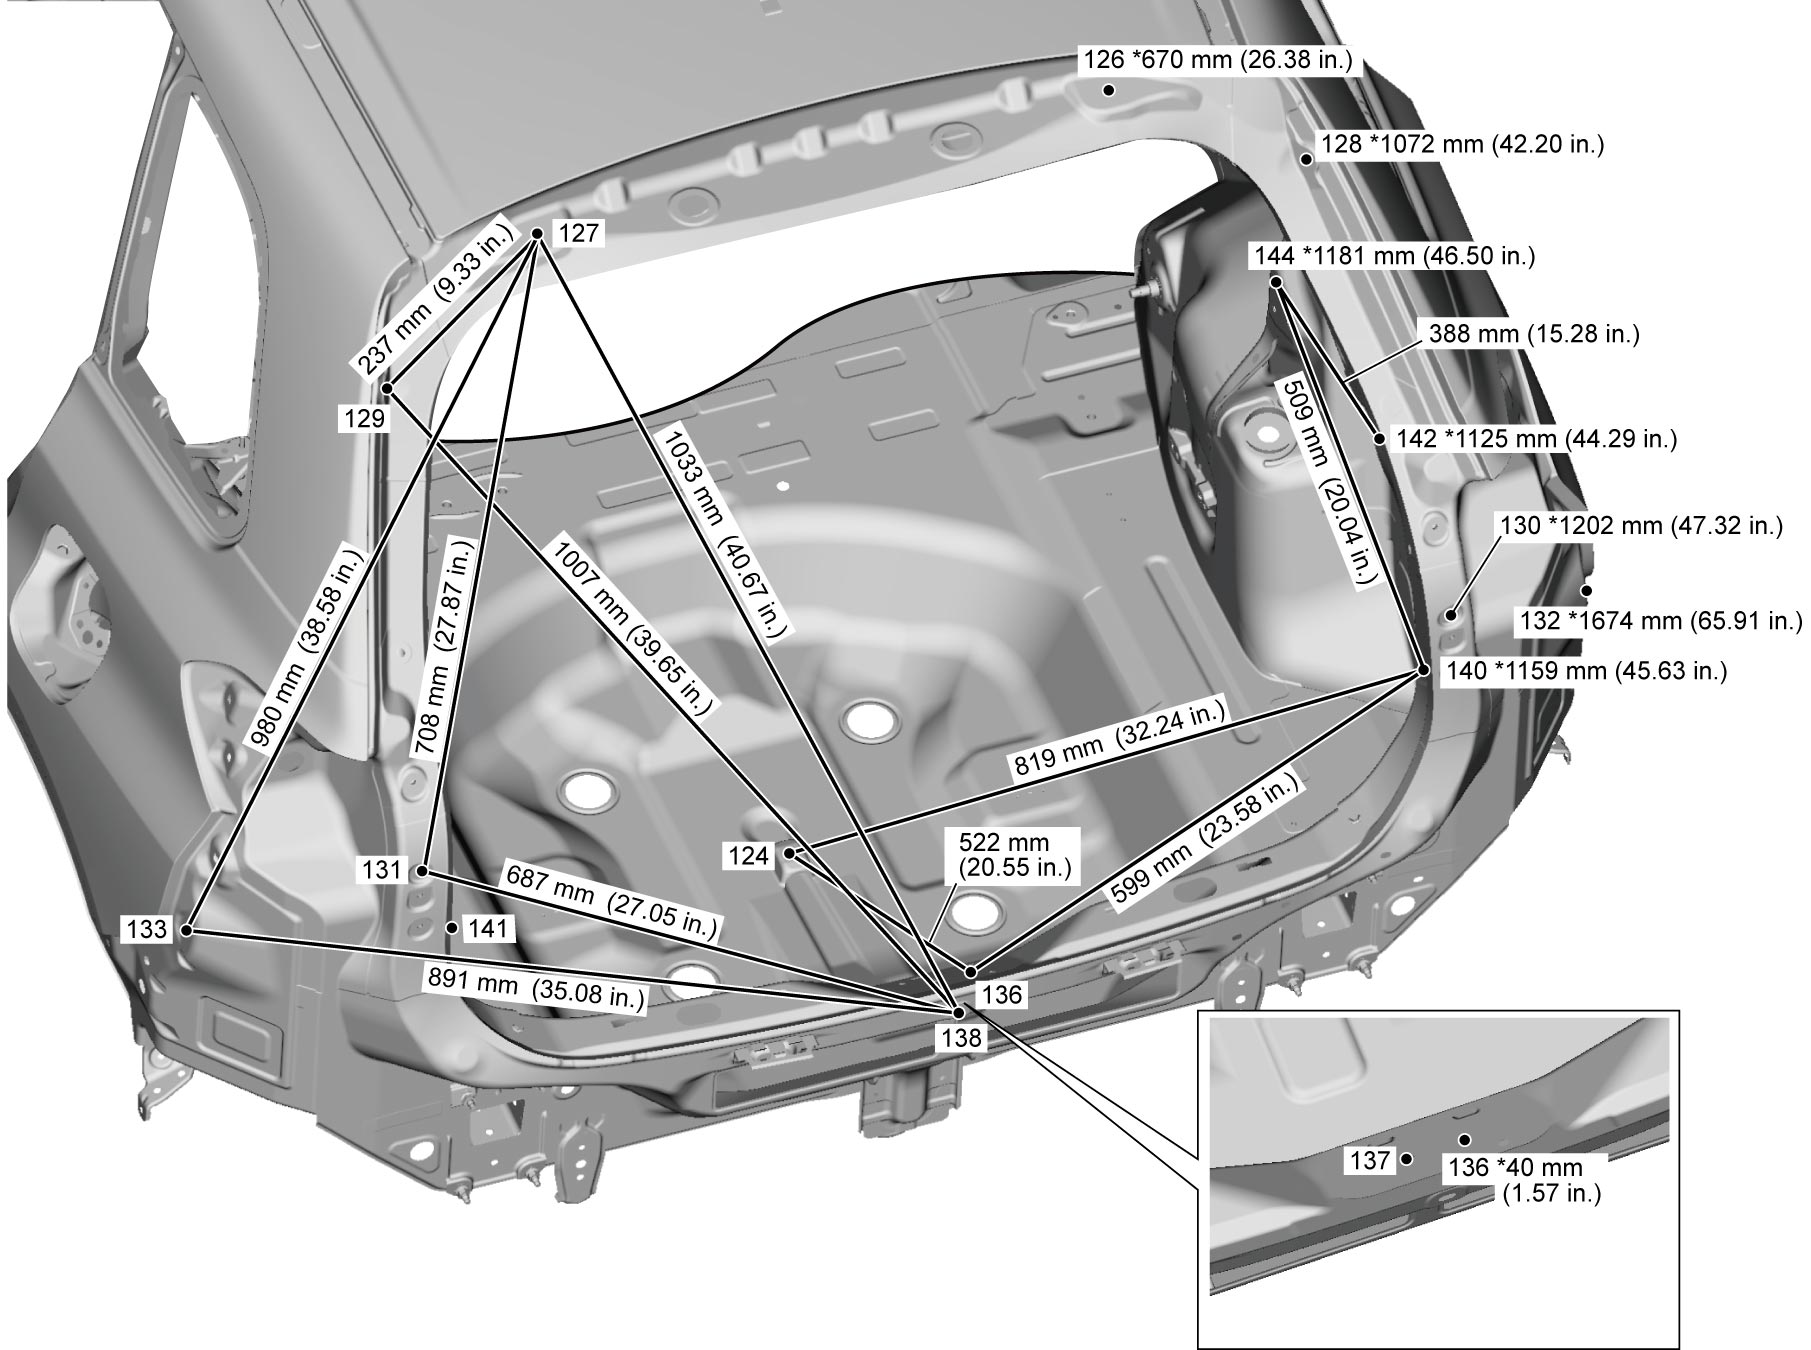 126 *670 mm (26.38 in.)
128 *1072 mm (42.20 in.)
127
237 mm (9.33 in.)
144 *1181 mm (46.50 in.)
388 mm (15.28 in.)
129
509 mm (20.04 in.)
142 *1125 mm (44.29 in.)
1033 mm (40.67 in.)
130 *1202 mm (47.32 in.)
1007 mm (39.65 in.)
980 mm (38.58 in.)
708 mm (27.87 in.)
132 *1674 mm (65.91 in.)
140 *1159 mm (45.63 in.)
819 mm (32.24 in.)
599 mm (23.58 in.)
124
522 mm
(20.55 in.)
131
687 mm (27.05 in.)
133
141
891 mm (35.08 in.)
136
138
137
136 *40 mm
(1.57 in.)